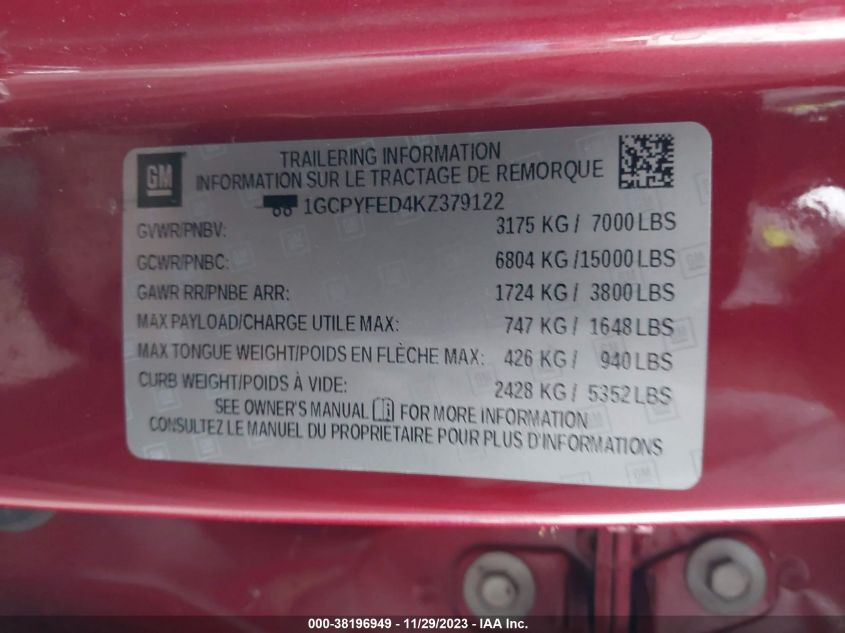 GM
TRAILERING INFORMATION
INFORMATION SUR LE TRACTAGE DE REMORQUE
1GCPYFED4KZ379122
GVWR/PNBV: 3175 KG / 7000 LBS
GCWR/PNBC: 6804 KG /15000 LBS
GAWR RR/PNBE ARR: 1724 KG / 3800 LBS
MAX PAYLOAD/CHARGE UTILE MAX: 747 KG / 1648 LBS
MAX TONGUE WEIGHT/POIDS EN FLÈCHE MAX: 426 KG / 940 LBS
CURB WEIGHT/POIDS À VIDE: 2428 KG / 5352 LBS
SEE OWNER'S MANUAL FOR MORE INFORMATION
CONSULTEZ LE MANUEL DU PROPRIETAIRE POUR PLUS D'INFORMATIONS
000-38196949 - 11/29/2023 - IAA Inc.